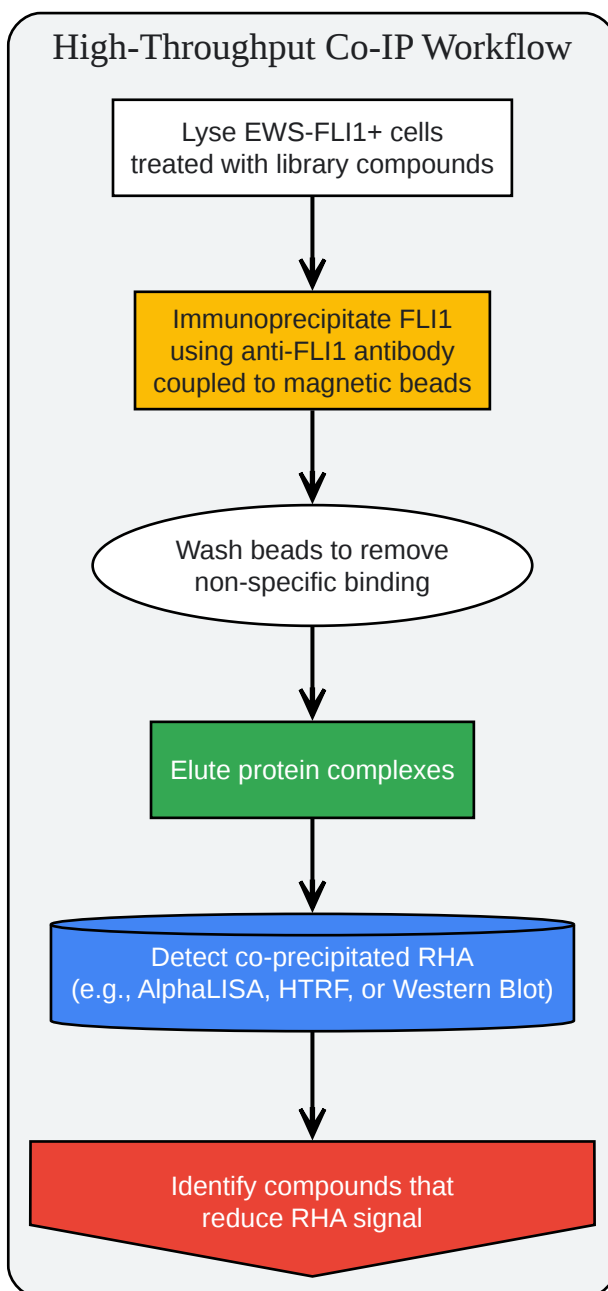 High-Throughput Co-IP Workflow
Lyse EWS-FLI1+ cells
treated with library compounds
Immunoprecipitate FLI1
using anti-FLI1 antibody
coupled to magnetic beads
Wash beads to remove
non-specific binding
Elute protein complexes
Detect co-precipitated RHA
(e.g., AlphaLISA, HTRF, or Western Blot)
Identify compounds that
reduce RHA signal